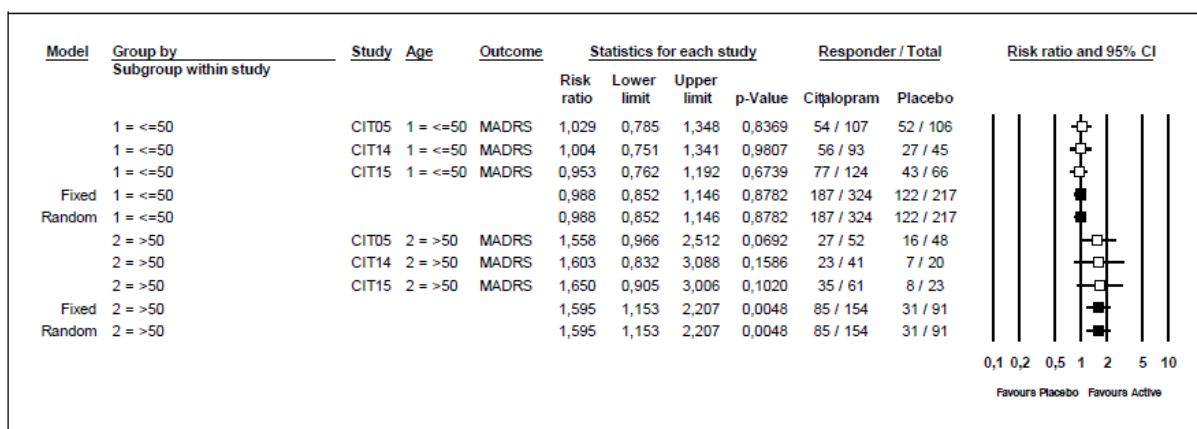 Model Group by Study Age Outcome Statistics for each study Responder / Total Risk ratio and 95% CI
Subgroup within study
Risk Lower Upper
ratio limit limit p-Value Citalopram Placebo
1 = <=50 CIT05 1 = <=50 MADRS 1,029 0,785 1,348 0,8369 54 / 107 52 / 106
1 = <=50 CIT14 1 = <=50 MADRS 1,004 0,751 1,341 0,9807 56 / 93 27 / 45
1 = <=50 CIT15 1 = <=50 MADRS 0,953 0,762 1,192 0,6739 77 / 124 43 / 66
Fixed 1 = <=50 0,988 0,852 1,146 0,8782 187 / 324 122 / 217
Random 1 = <=50 0,988 0,852 1,146 0,8782 187 / 324 122 / 217
2 = >50 CIT05 2 = >50 MADRS 1,558 0,966 2,512 0,0692 27 / 52 16 / 48
2 = >50 CIT14 2 = >50 MADRS 1,603 0,832 3,088 0,1586 23 / 41 7 / 20
2 = >50 CIT15 2 = >50 MADRS 1,650 0,905 3,006 0,1020 35 / 61 8 / 23
Fixed 2 = >50 1,595 1,153 2,207 0,0048 85 / 154 31 / 91
Random 2 = >50 1,595 1,153 2,207 0,0048 85 / 154 31 / 91
0,1 0,2 0,5 1 2 5 10
Favours Placebo Favours Active